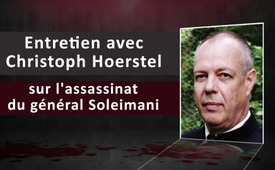 Entretien avec
Christoph Hoerstel
sur l'assassinat
du général Soleimani